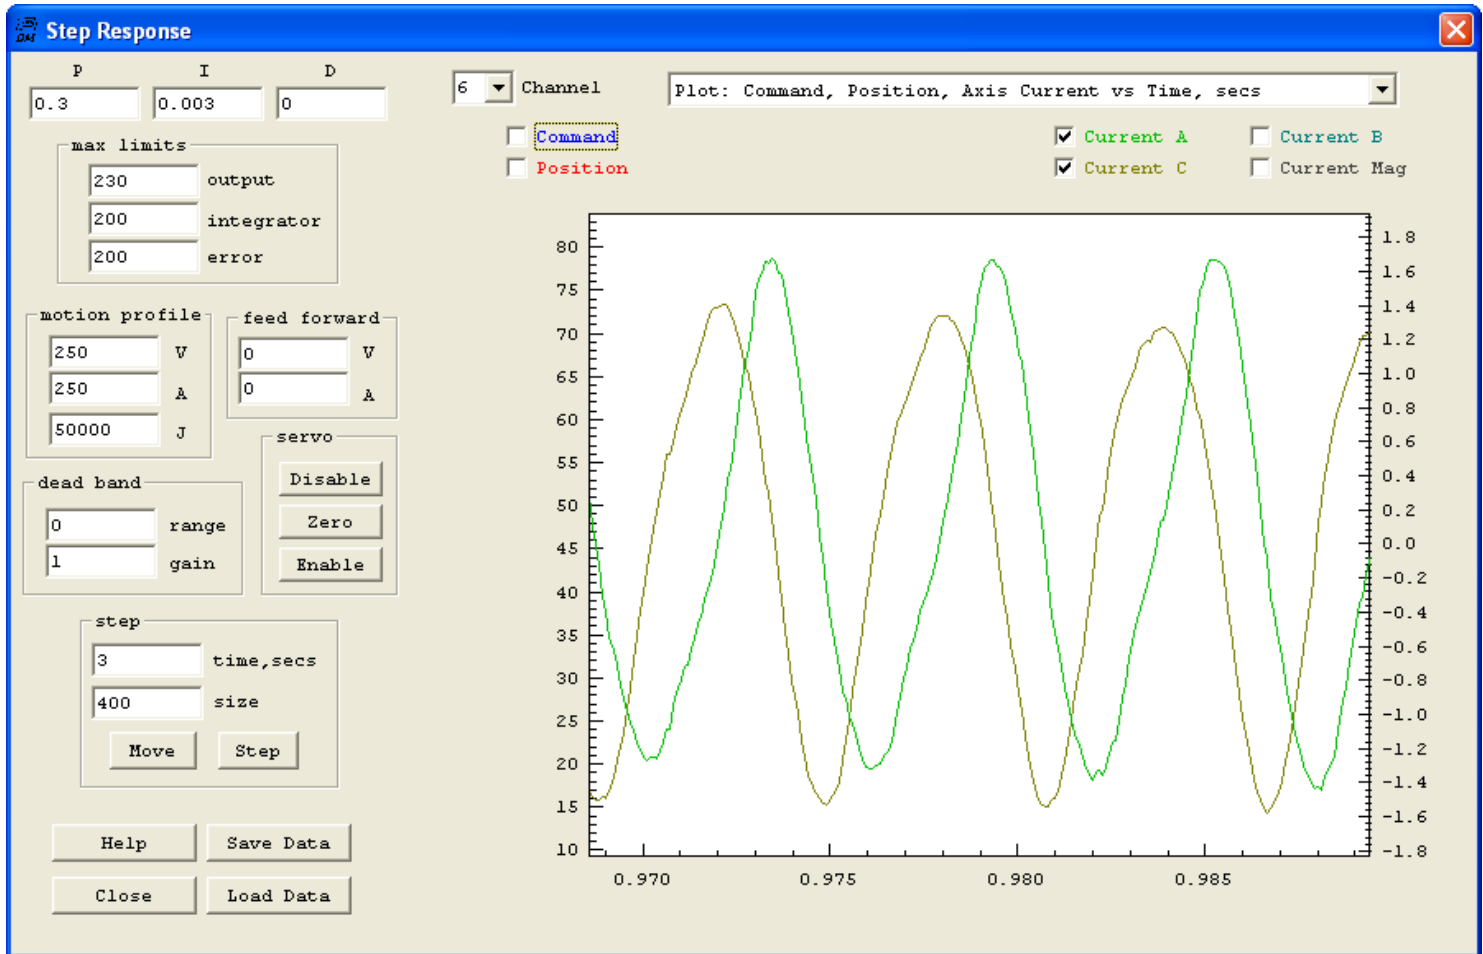 Step Response
P I D
0.3 0.003 0
6 Channel
Plot: Command, Position, Axis Current vs Time, secs
Command
Position
Current A
Current B
Current C
Current Mag
max limits
230 output
200 integrator
200 error
motion profile
250 V
250 A
50000 J
feed forward
0 V
0 A
servo
Disable
Zero
Enable
dead band
0 range
1 gain
step
3 time,secs
400 size
Move Step
Help Save Data
Close Load Data
80
75
70
65
60
55
50
45
40
35
30
25
20
15
10
1.8
1.6
1.4
1.2
1.0
0.8
0.6
0.4
0.2
0.0
-0.2
-0.4
-0.6
-0.8
-1.0
-1.2
-1.4
-1.6
-1.8
0.970 0.975 0.980 0.985